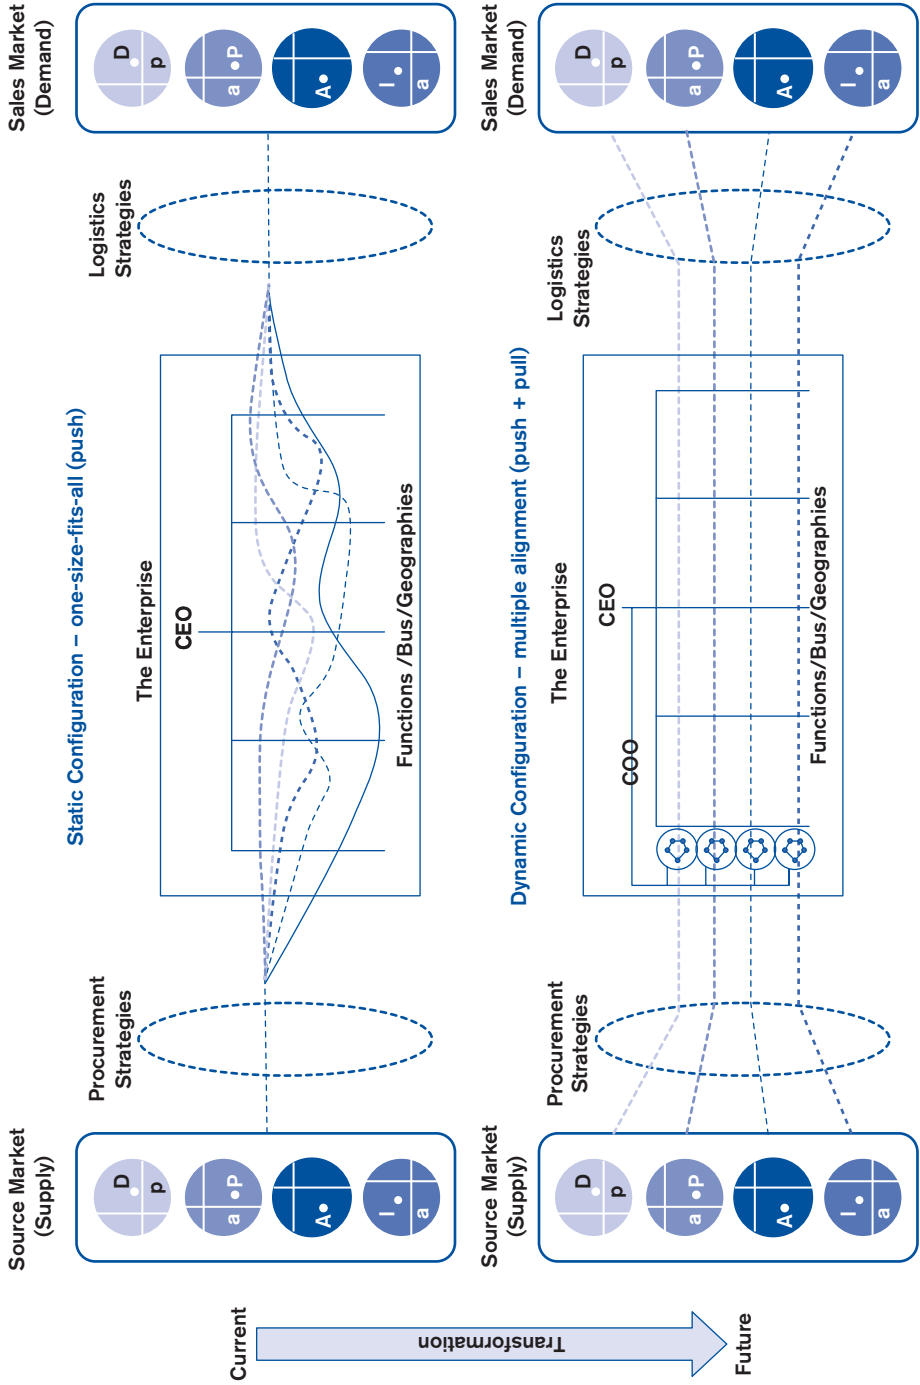 Current
Transformation
Future
Source Market
(Supply)
D
p
a P
A
I
a
Procurement
Strategies
Static Configuration – one-size-fits-all (push)
The Enterprise
CEO
Functions /Bus/Geographies
Logistics
Strategies
Sales Market
(Demand)
D
p
a P
A
I
a
Source Market
(Supply)
D
p
a P
A
I
a
Procurement
Strategies
Dynamic Configuration – multiple alignment (push + pull)
The Enterprise
CEO
COO
Functions/Bus/Geographies
Logistics
Strategies
Sales Market
(Demand)
D
p
a P
A
I
a